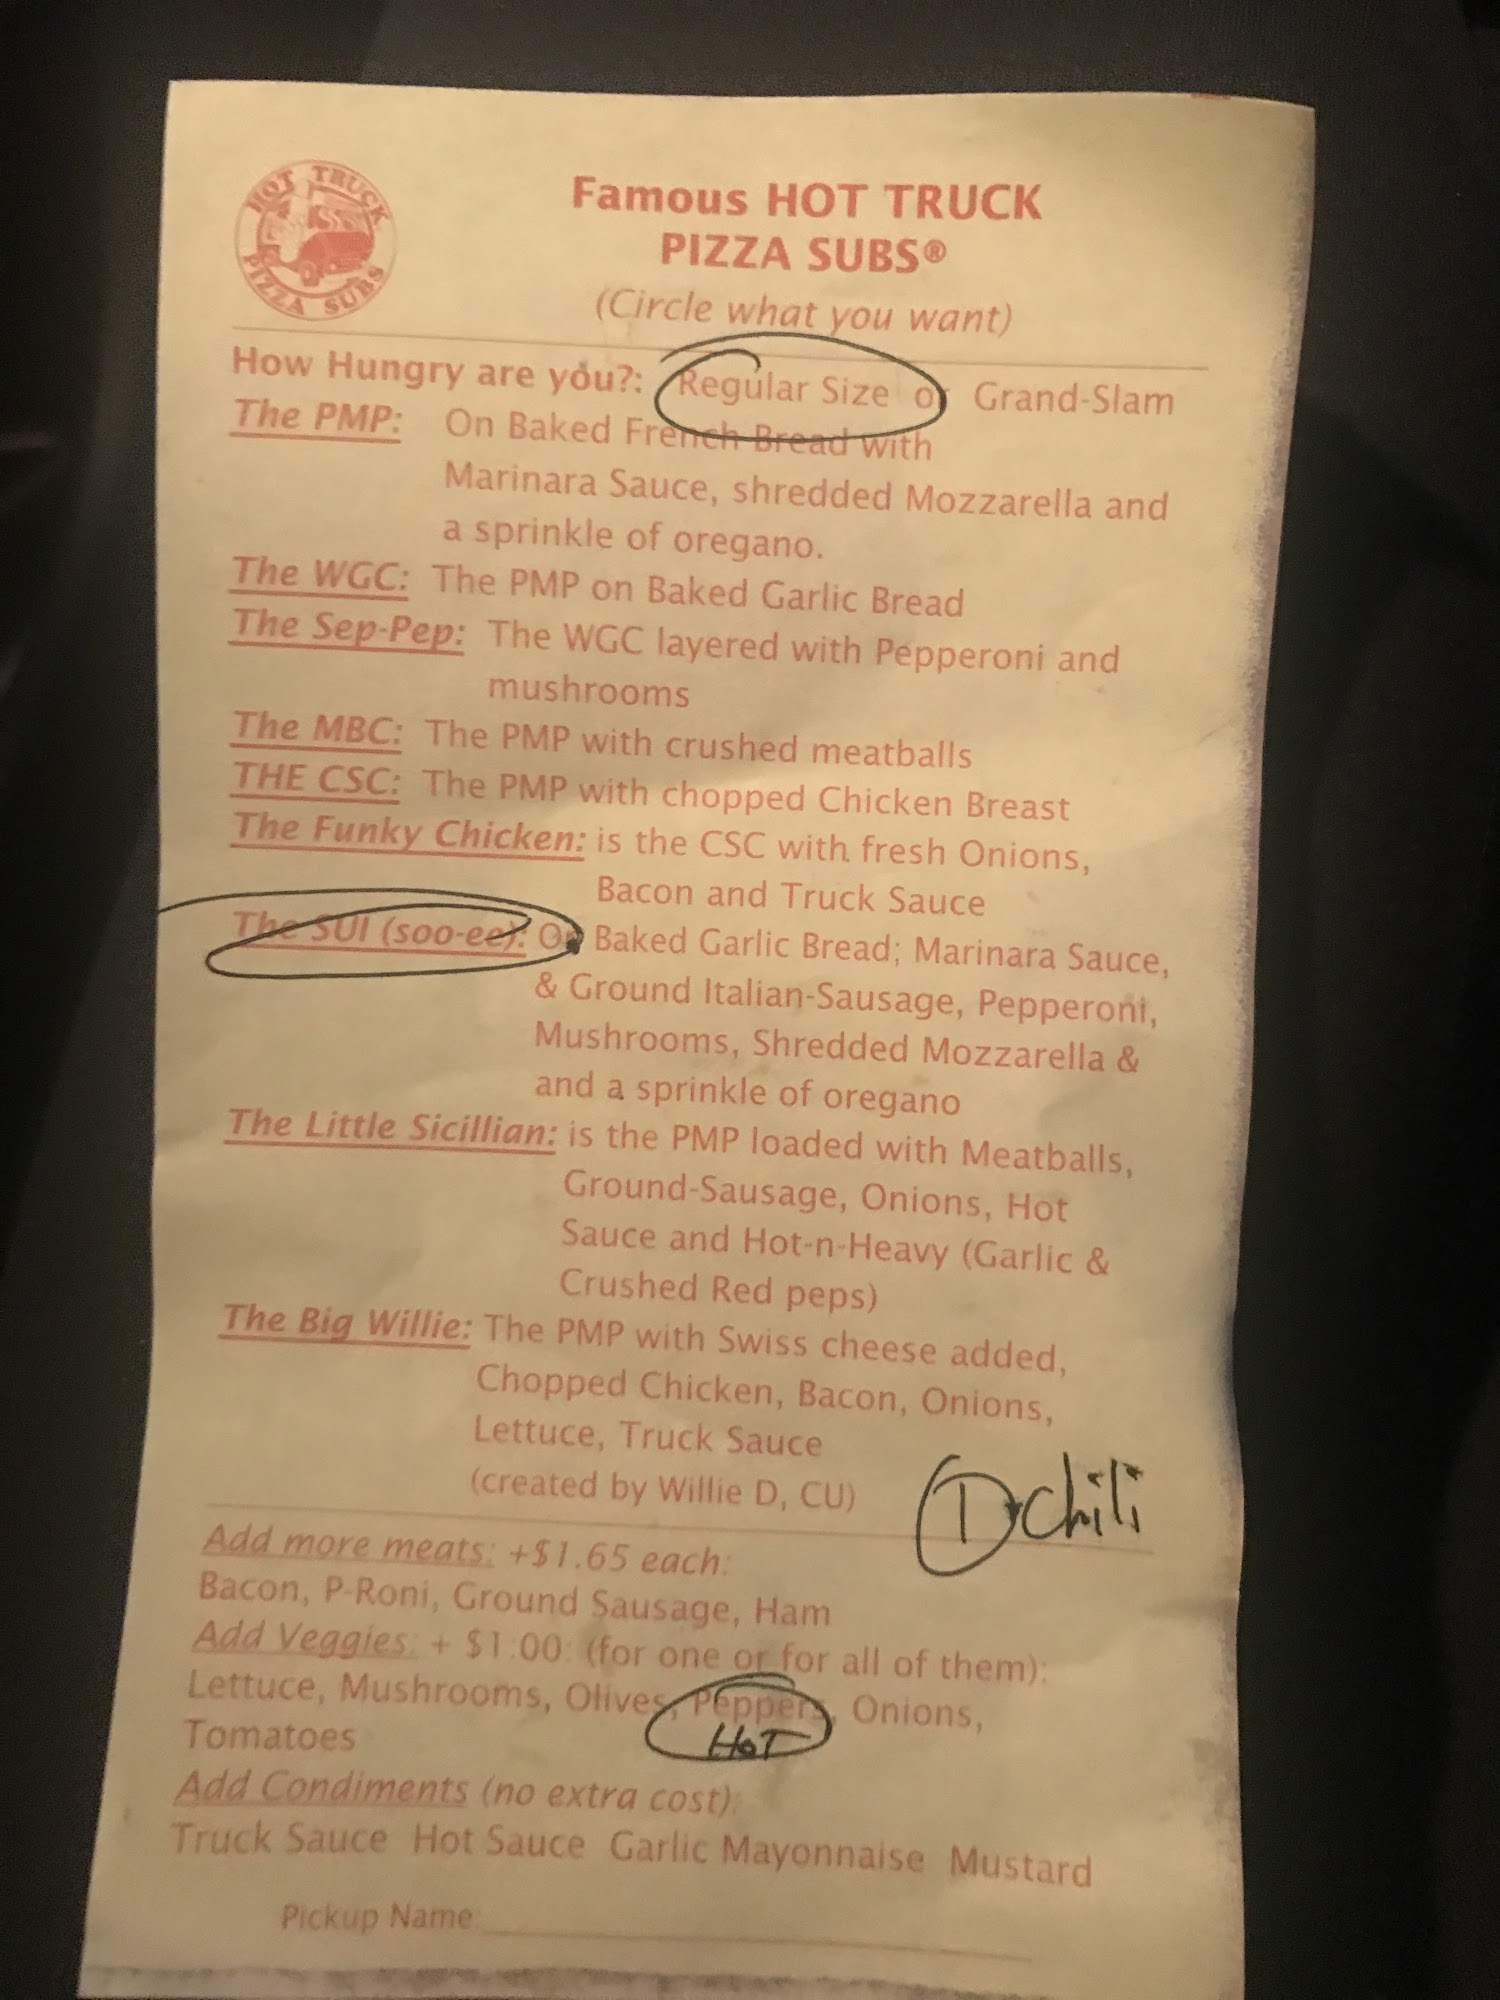 HOT TRUCK
PIZZA SUBS
Famous HOT TRUCK
PIZZA SUBS®
(Circle what you want)
How Hungry are you?: Regular Size or Grand-Slam
The PMP: On Baked French Bread with
Marinara Sauce, shredded Mozzarella and
a sprinkle of oregano.
The WGC: The PMP on Baked Garlic Bread
The Sep-Pep: The WGC layered with Pepperoni and
mushrooms
The MBC: The PMP with crushed meatballs
THE CSC: The PMP with chopped Chicken Breast
The Funky Chicken: is the CSC with fresh Onions,
Bacon and Truck Sauce
The SUI (soo-ee): On Baked Garlic Bread; Marinara Sauce,
& Ground Italian-Sausage, Pepperoni,
Mushrooms, Shredded Mozzarella &
and a sprinkle of oregano
The Little Sicillian: is the PMP loaded with Meatballs,
Ground-Sausage, Onions, Hot
Sauce and Hot-n-Heavy (Garlic &
Crushed Red peps)
The Big Willie: The PMP with Swiss cheese added,
Chopped Chicken, Bacon, Onions,
Lettuce, Truck Sauce
(created by Willie D, CU)
1 Chili
Add more meats: +$1.65 each:
Bacon, P-Roni, Ground Sausage, Ham
Add Veggies: + $1.00: (for one or for all of them):
Lettuce, Mushrooms, Olives, Peppers, Onions,
HOT
Tomatoes
Add Condiments (no extra cost):
Truck Sauce Hot Sauce Garlic Mayonnaise Mustard
Pickup Name